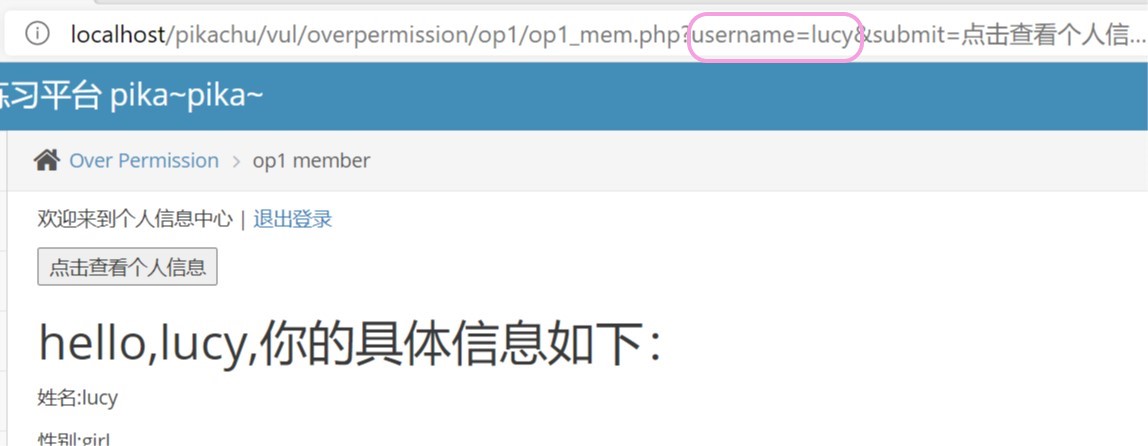 localhost/pikachu/vul/overpermission/op1/op1_mem.php?username=lucy&submit=点击查看个人信...
练习平台 pika~pika~
Over Permission > op1 member
欢迎来到个人信息中心 | 退出登录
点击查看个人信息
hello,lucy,你的具体信息如下：
姓名:lucy
性别:girl